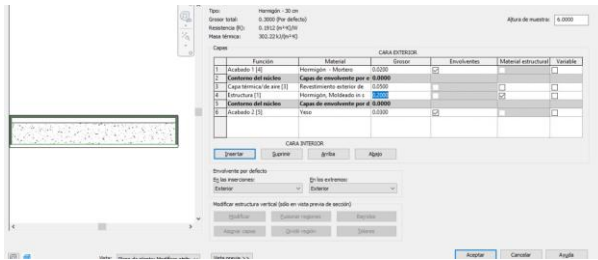 Tipo: Hormigón - 30 cm
Grosor total: 0.3000 (Por defecto)
Resistencia (R): 0.1912 (m²·K)/W
Masa térmica: 302.22 kJ/(m²·K)
Altura de muestra: 6.0000
Capas
CARA EXTERIOR
Función Material Grosor Envolventes Material estructural Variable
1 Acabado 1 [4] Hormigón - Mortero 0.0200
2 Contorno del núcleo Capas de envolvente por e 0.0000
3 Capa térmica/de aire [3] Revestimiento exterior de 0.0500
4 Estructura [1] Hormigón, Moldeado in s 0.2000
5 Contorno del núcleo Capas de envolvente por d 0.0000
6 Acabado 2 [5] Yeso 0.0300
CARA INTERIOR
Insertar Suprimir Arriba Abajo
Envolvente por defecto
En las inserciones: En los extremos:
Exterior Exterior
Modificar estructura vertical (sólo en vista previa de sección)
Modificar Fusionar regiones Barridos
Asignar capas Dividir región Telares
Vista: Vista previa >> Aceptar Cancelar Ayuda